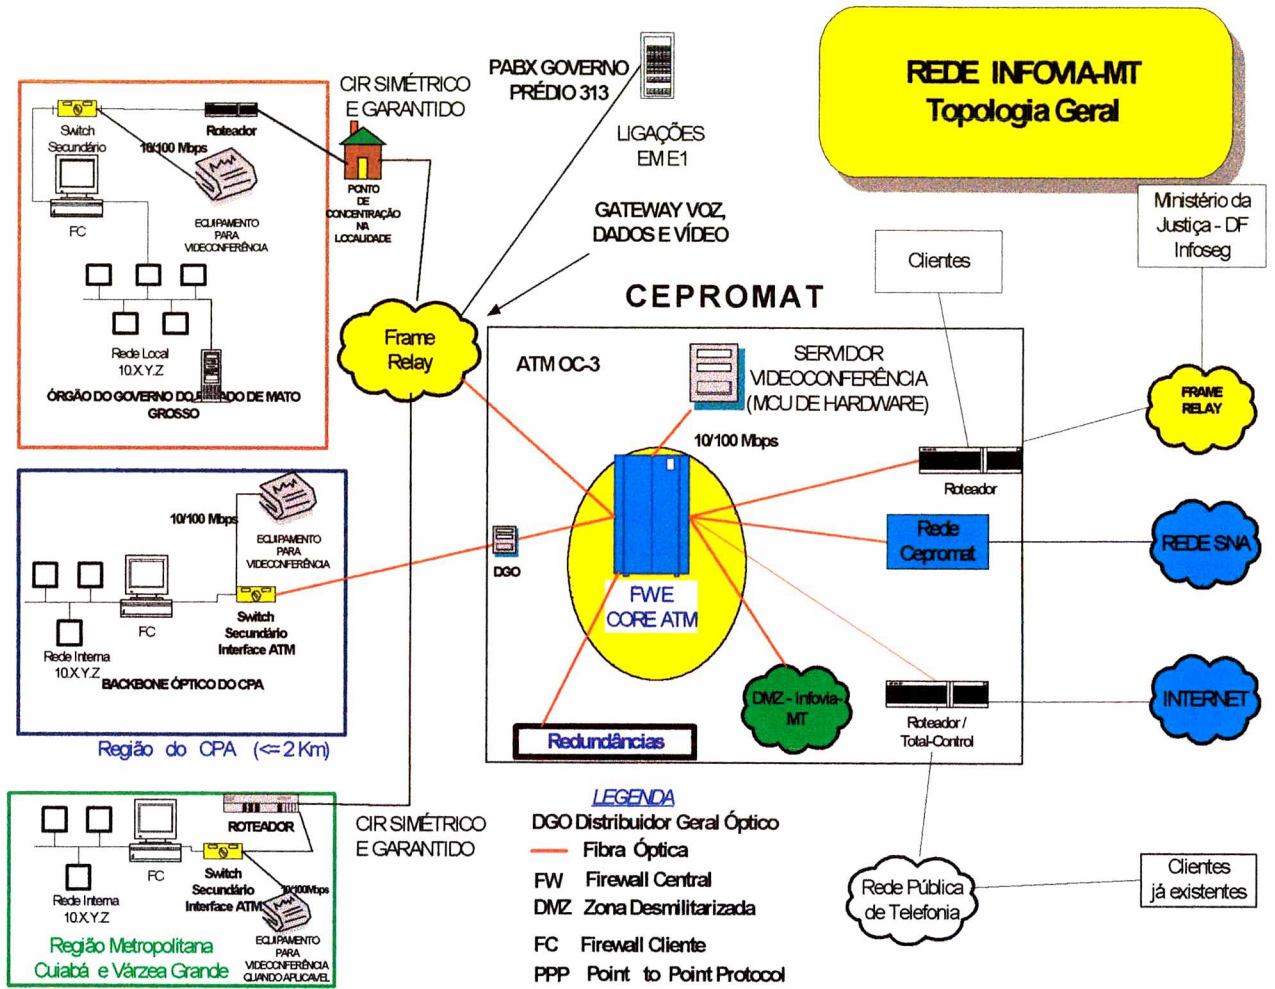 REDE INFOVIA-MT
Topologia Geral
PABX GOVERNO
PRÉDIO 313
LIGAÇÕES
EM E1
CIR SIMÉTRICO
E GARANTIDO
GATEWAY VOZ,
DADOS E VÍDEO
Switch
Secundário
Roteador
10/100 Mbps
FC
EQUIPAMENTO
PARA
VIDEOCONFERÊNCIA
PONTO
DE
CONCENTRAÇÃO
NA
LOCALIDADE
Rede Local
10.X.Y.Z
ÓRGÃO DO GOVERNO DO ADO DE MATO
GROSSO
Frame
Relay
CEPROMAT
ATM OC-3
SERVIDOR
VIDEOCONFERÊNCIA
(MCU DE HARDWARE)
10/100 Mbps
Clientes
Ministério da
Justiça - DF
Infoseg
FRAME
RELAY
Roteador
Rede
Cepromat
REDE SNA
DGO
FW E
CORE ATM
DMZ - Infovia-
MT
Roteador /
Total-Control
INTERNET
Redundâncias
10/100 Mbps
EQUIPAMENTO
PARA
VIDEOCONFERÊNCIA
FC
Switch
Secundário
Interface ATM
Rede Interna
10.X.Y.Z
BACKBONE ÓPTICO DO CPA
Região do CPA (<= 2 Km)
ROTEADOR
CIR SIMÉTRICO
E GARANTIDO
FC
Switch
Secundário
Interface ATM
10/100Mbps
Rede Interna
10.X.Y.Z
EQUIPAMENTO
PARA
VIDEOCONFERÊNCIA
QUANDO APLICAVEL
Região Metropolitana
Cuiabá e Várzea Grande
LEGENDA
DGO Distribuidor Geral Óptico
Fibra Óptica
FW Firewall Central
DMZ Zona Desmilitarizada
FC Firewall Cliente
PPP Point to Point Protocol
Rede Pública
de Telefonia
Clientes
já existentes